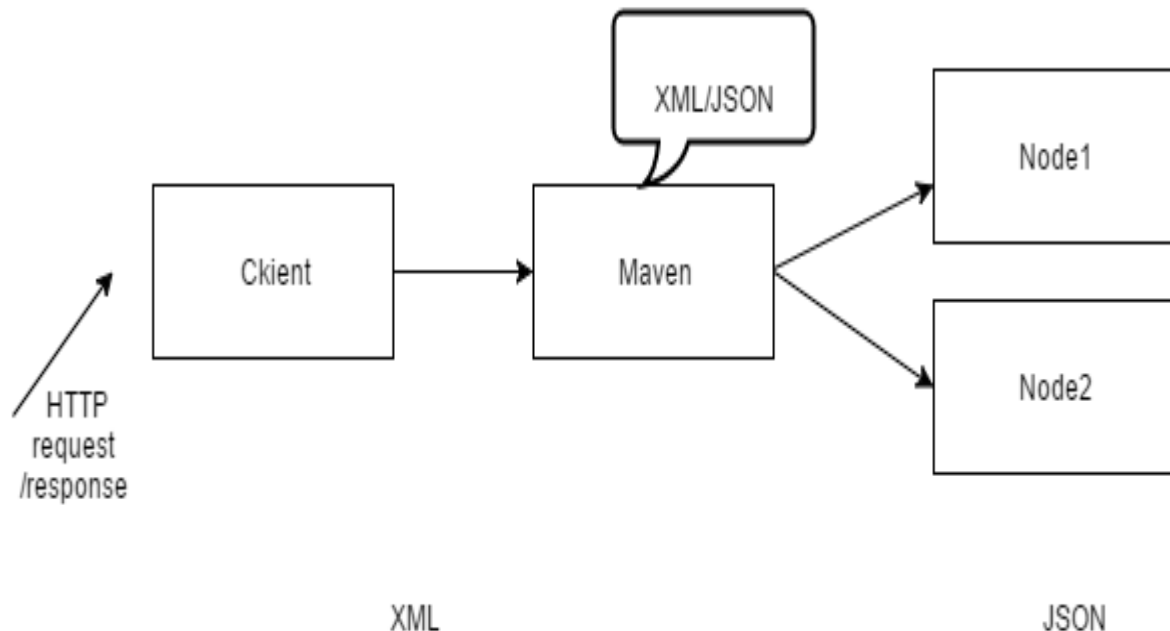 XML/JSON
Node1
Ckient
Maven
Node2
HTTP
request
/response
XML
JSON